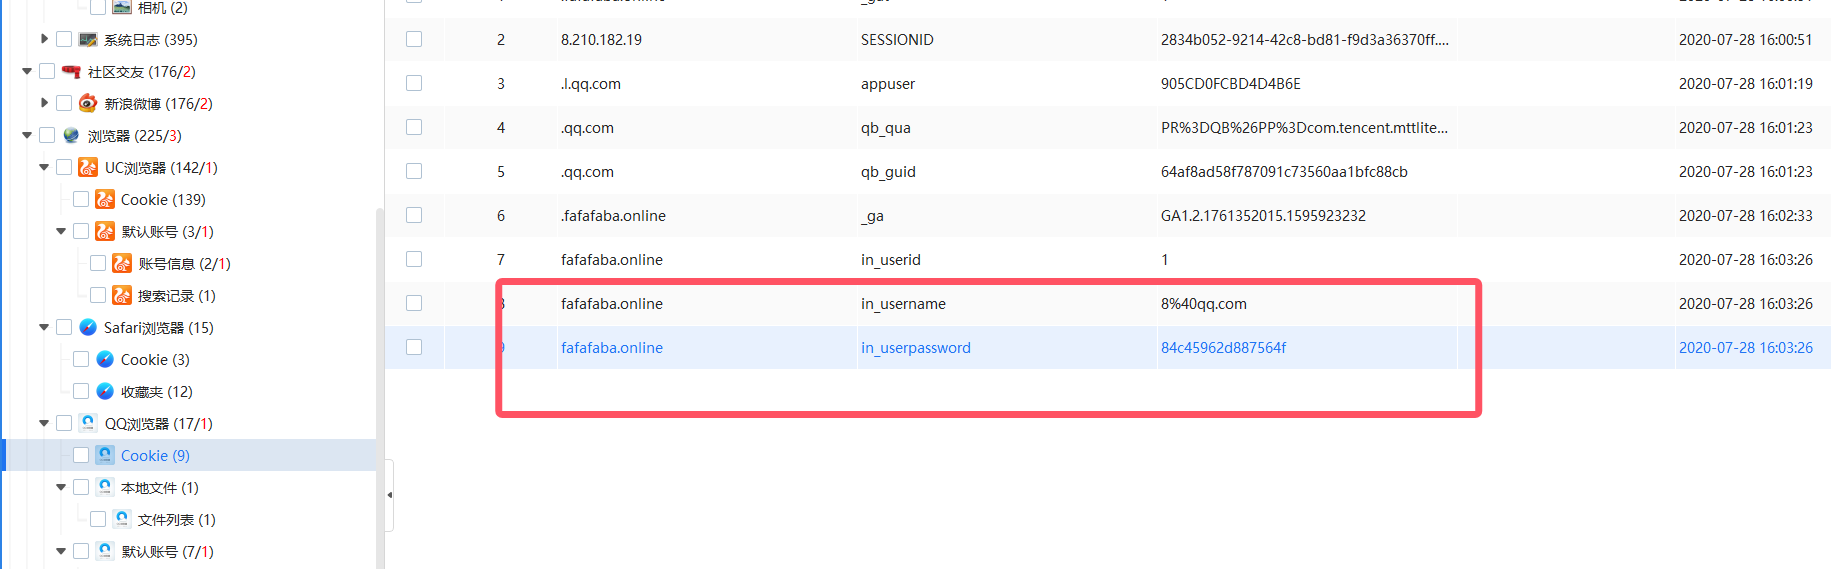 相机 (2)
系统日志 (395)
社区交友 (176/2)
新浪微博 (176/2)
浏览器 (225/3)
UC浏览器 (142/1)
Cookie (139)
默认账号 (3/1)
账号信息 (2/1)
搜索记录 (1)
Safari浏览器 (15)
Cookie (3)
收藏夹 (12)
QQ浏览器 (17/1)
Cookie (9)
本地文件 (1)
文件列表 (1)
默认账号 (7/1)
2 8.210.182.19 SESSIONID 2834b052-9214-42c8-bd81-f9d3a36370ff.... 2020-07-28 16:00:51
3 .l.qq.com appuser 905CD0FCBD4D4B6E 2020-07-28 16:01:19
4 .qq.com qb_qua PR%3DQB%26PP%3Dcom.tencent.mttlite... 2020-07-28 16:01:23
5 .qq.com qb_guid 64af8ad58f787091c73560aa1bfc88cb 2020-07-28 16:01:23
6 .fafafaba.online _ga GA1.2.1761352015.1595923232 2020-07-28 16:02:33
7 fafafaba.online in_userid 1 2020-07-28 16:03:26
8 fafafaba.online in_username 8%40qq.com 2020-07-28 16:03:26
9 fafafaba.online in_userpassword 84c45962d887564f 2020-07-28 16:03:26